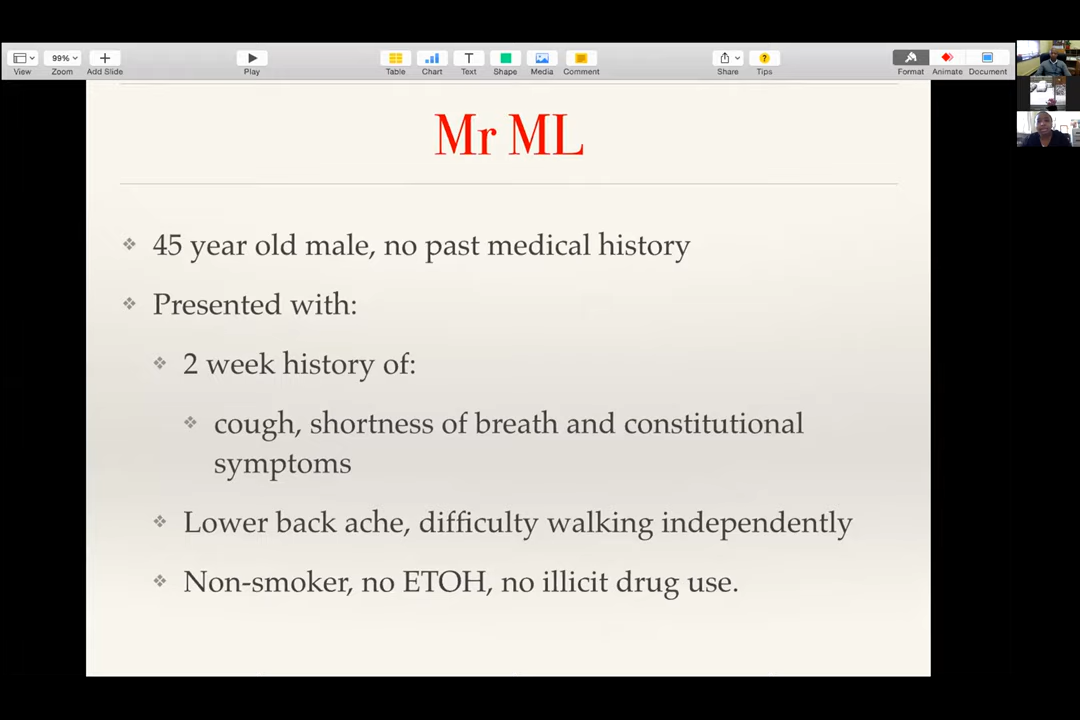 99%
View
Zoom
Add Slide
Play
Table
Chart
Text
Shape
Media
Comment
Share
Tips
Format
Animate
Document
Mr ML
45 year old male, no past medical history
Presented with:
2 week history of:
cough, shortness of breath and constitutional
symptoms
Lower back ache, difficulty walking independently
Non-smoker, no ETOH, no illicit drug use.